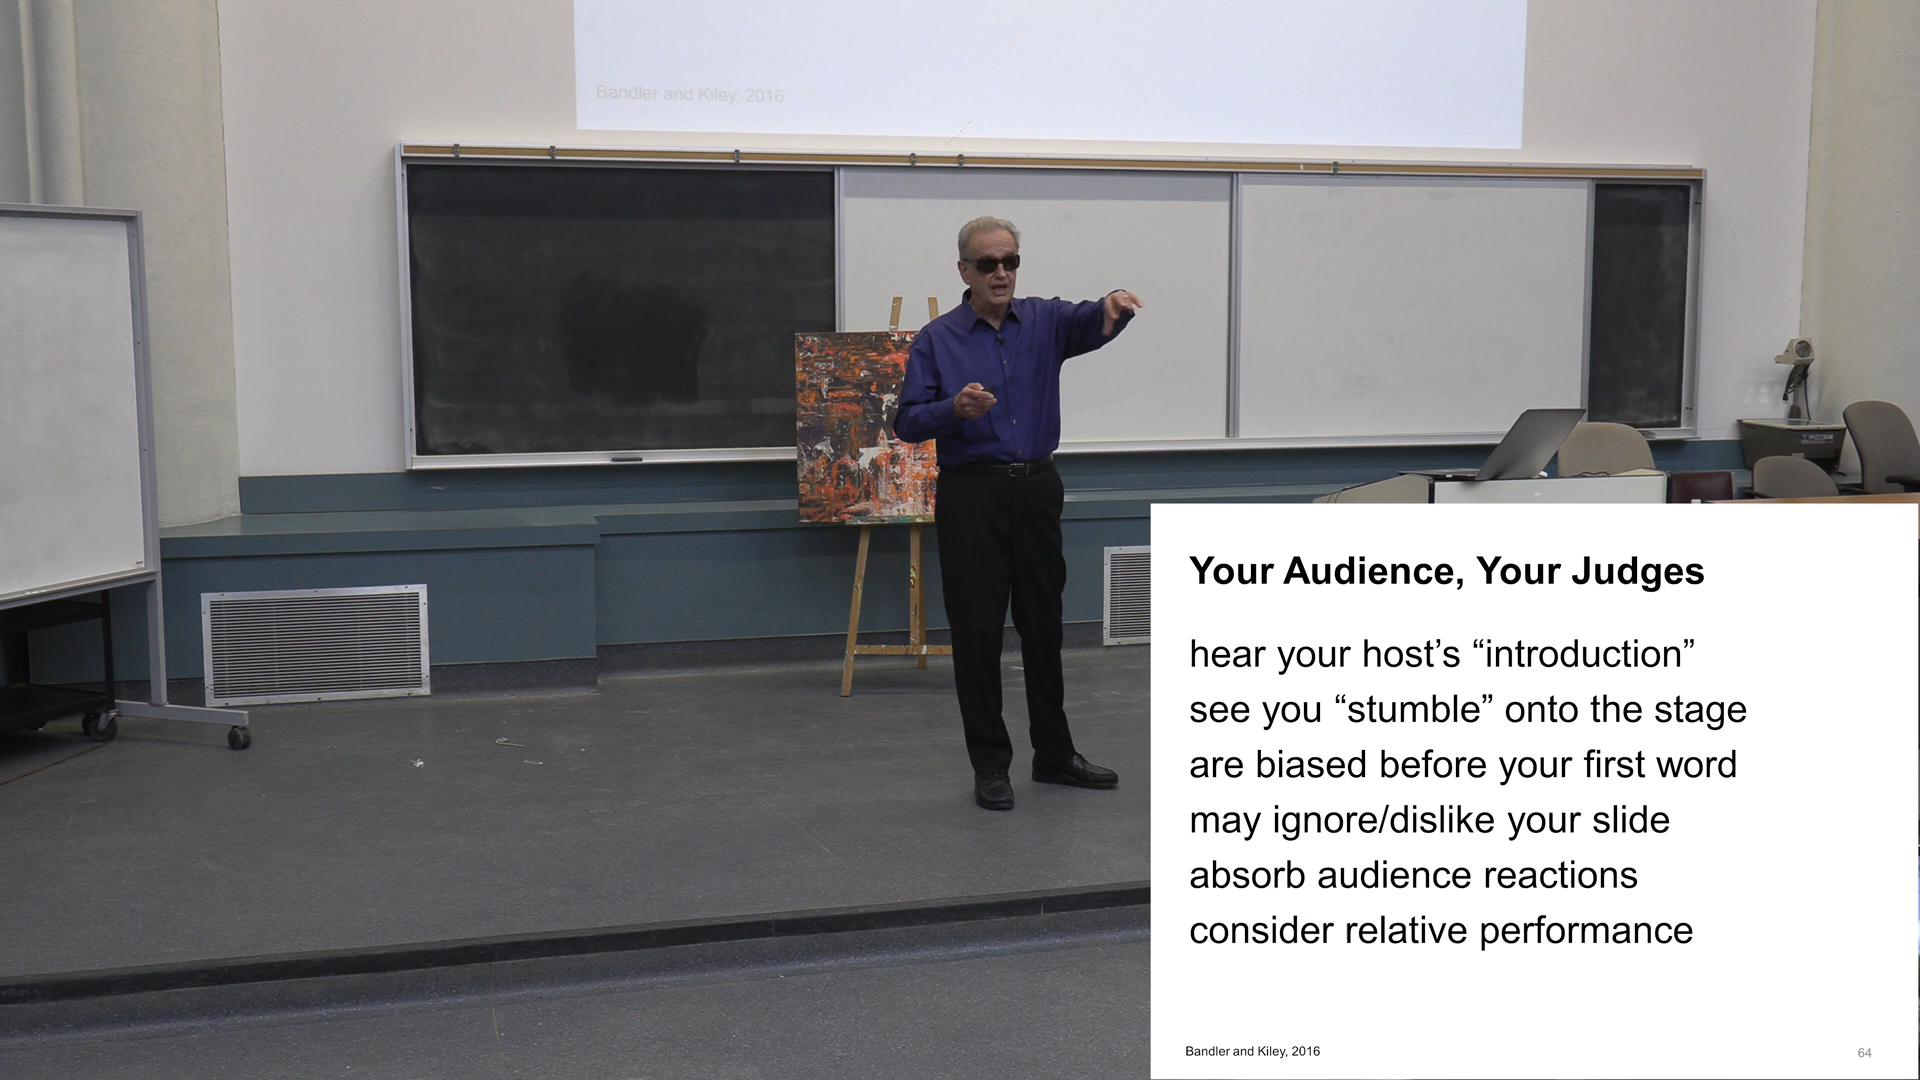 Bandler and Kiley, 2016
Your Audience, Your Judges
hear your host’s “introduction”
see you “stumble” onto the stage
are biased before your first word
may ignore/dislike your slide
absorb audience reactions
consider relative performance
Bandler and Kiley, 2016
64